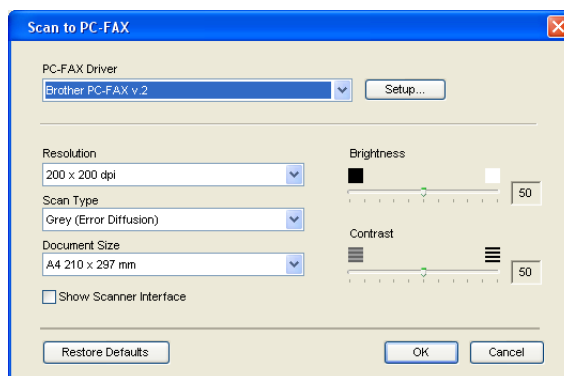 Scan to PC-FAX
PC-FAX Driver
Brother PC-FAX v.2
Setup...
Resolution
200 x 200 dpi
Scan Type
Grey (Error Diffusion)
Document Size
A4 210 x 297 mm
Show Scanner Interface
Brightness
50
Contrast
50
Restore Defaults
OK
Cancel